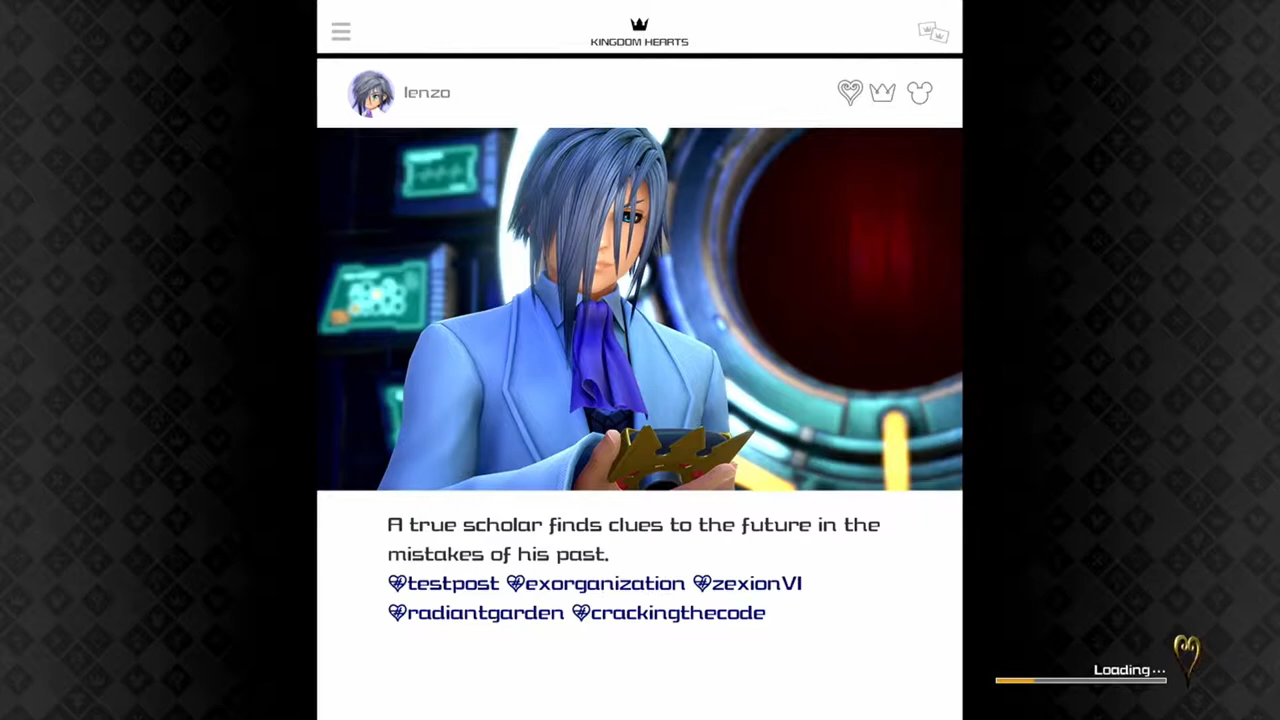 KINGDOM HEARTS
Ienzo
A true scholar finds clues to the future in the
mistakes of his past.
#testpost #exorganization #zexionVI
#radiantgarden #crackingthecode
Loading...